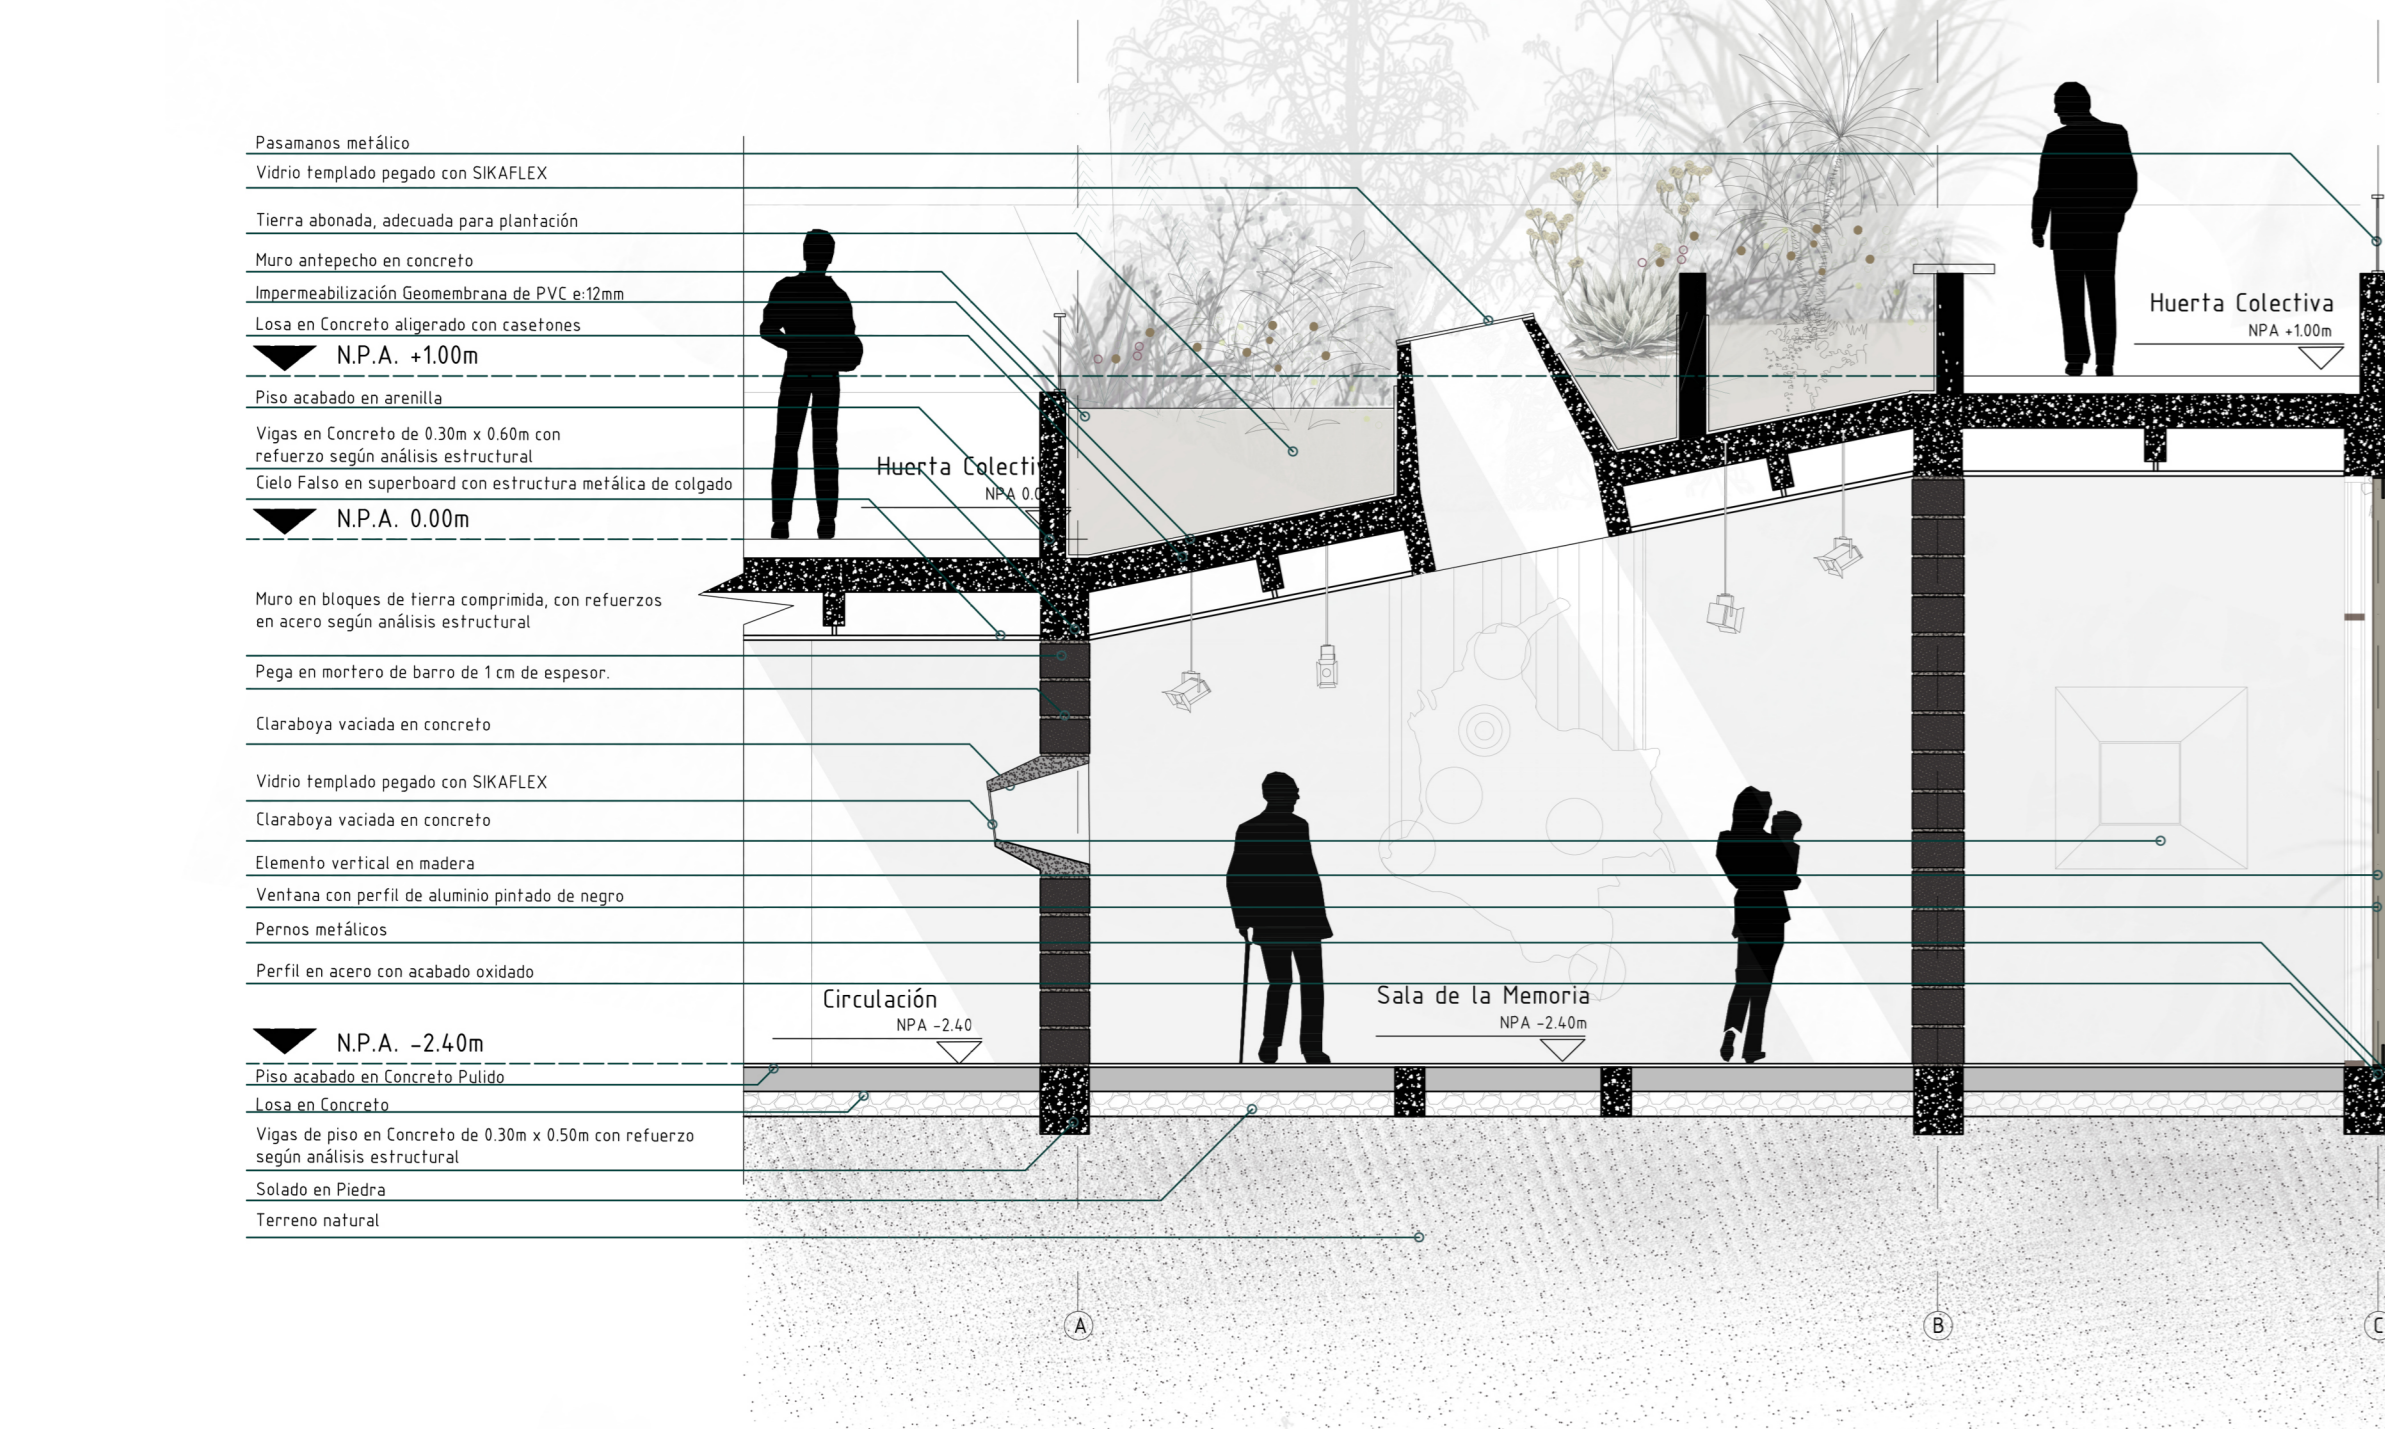 Pasamanos metálico
Vidrio templado pegado con SIKAFLEX
Tierra abonada, adecuada para plantación
Muro antepecho en concreto
Impermeabilización Geomembrana de PVC e:12mm
Losa en Concreto aligerado con casetones
N.P.A. +1.00m
Piso acabado en arenilla
Vigas en Concreto de 0.30m x 0.60m con
refuerzo según análisis estructural
Cielo Falso en superboard con estructura metálica de colgado
N.P.A. 0.00m
Muro en bloques de tierra comprimida, con refuerzos
en acero según análisis estructural
Pega en mortero de barro de 1 cm de espesor.
Claraboya vaciada en concreto
Vidrio templado pegado con SIKAFLEX
Claraboya vaciada en concreto
Elemento vertical en madera
Ventana con perfil de aluminio pintado de negro
Pernos metálicos
Perfil en acero con acabado oxidado
N.P.A. -2.40m
Piso acabado en Concreto Pulido
Losa en Concreto
Vigas de piso en Concreto de 0.30m x 0.50m con refuerzo
según análisis estructural
Solado en Piedra
Terreno natural
Huerta Colecti
NPA 0.0
Huerta Colectiva
NPA +1.00m
Circulación
NPA -2.40
Sala de la Memoria
NPA -2.40m
A
B
C